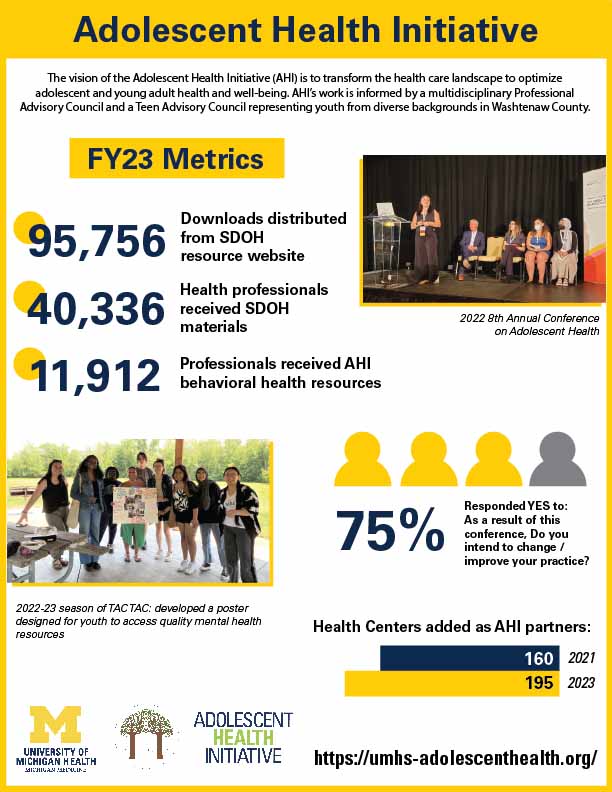 Adolescent Health Initiative
The vision of the Adolescent Health Initiative (AHI) is to transform the health care landscape to optimize
adolescent and young adult health and well-being. AHI's work is informed by a multidisciplinary Professional
Advisory Council and a Teen Advisory Council representing youth from diverse backgrounds in Washtenaw County.
FY23 Metrics
95,756
Downloads distributed
from SDOH
resource website
40,336
Health professionals
received SDOH
materials
11,912
Professionals received AHI
behavioral health resources
2022 8th Annual Conference
on Adolescent Health
75%
Responded YES to:
As a result of this
conference, Do you
intend to change /
improve your practice?
2022-23 season of TAC TAC: developed a poster
designed for youth to access quality mental health
resources
Health Centers added as AHI partners:
160 2021
195 2023
M
UNIVERSITY OF
MICHIGAN HEALTH
MICHIGAN MEDICINE
ADOLESCENT
HEALTH
INITIATIVE
https://umhs-adolescenthealth.org/